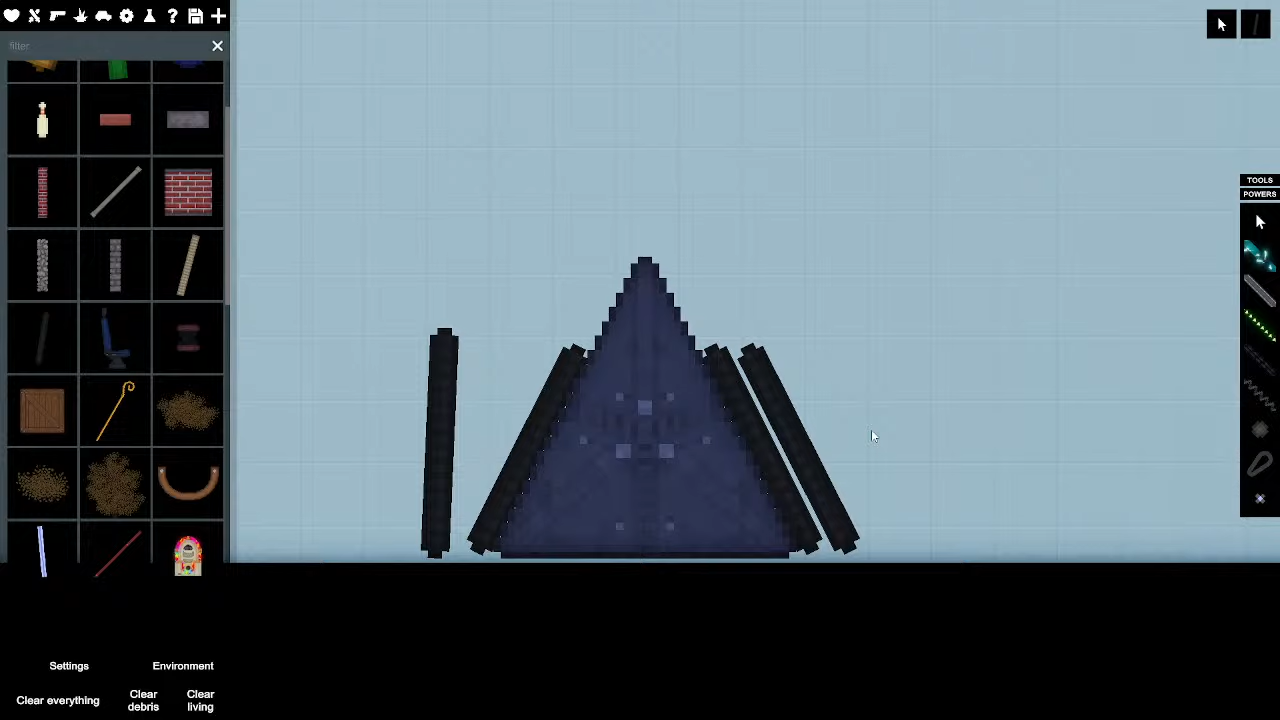 filter
TOOLS
POWERS
Settings
Environment
Clear everything
Clear debris
Clear living